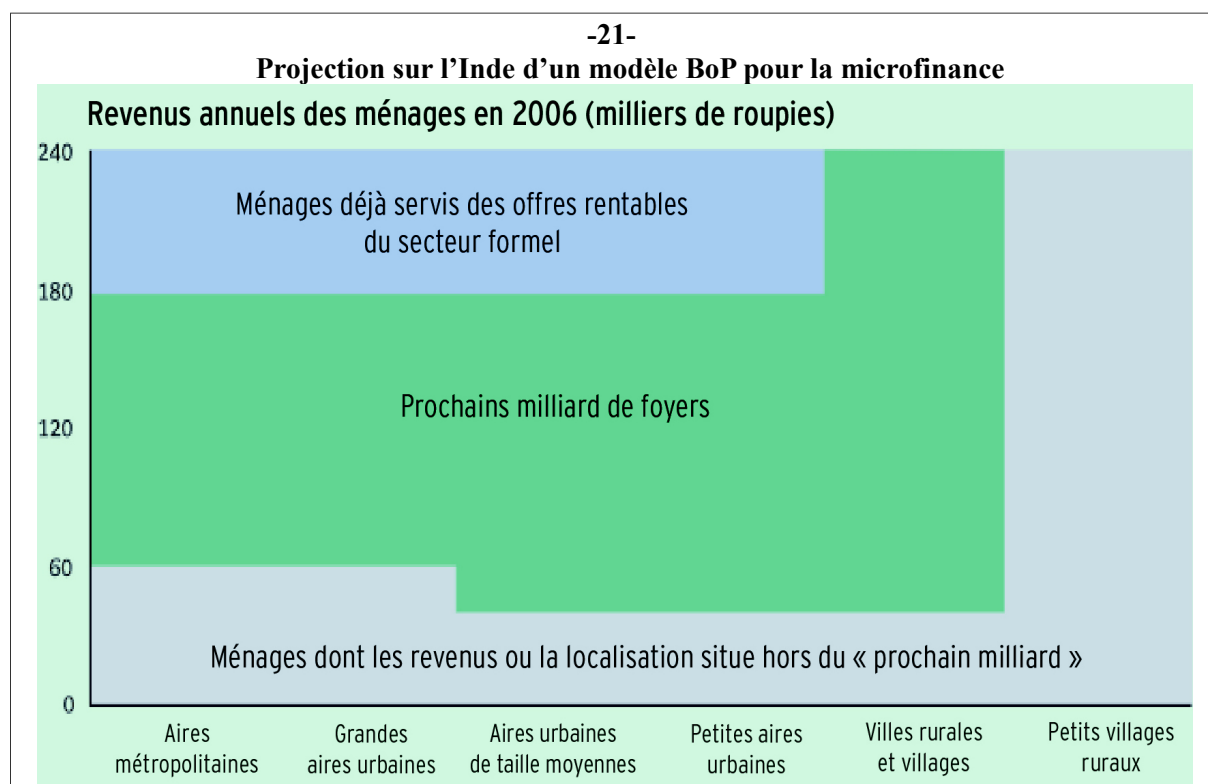 -21-
Projection sur l'Inde d'un modèle BoP pour la microfinance
Revenus annuels des ménages en 2006 (milliers de roupies)
240
Ménages déjà servis des offres rentables
du secteur formel
180
Prochains milliard de foyers
120
60
Ménages dont les revenus ou la localisation situe hors du « prochain milliard »
0
Aires
métropolitaines
Grandes
aires urbaines
Aires urbaines
de taille moyennes
Petites aires
urbaines
Villes rurales
et villages
Petits villages
ruraux